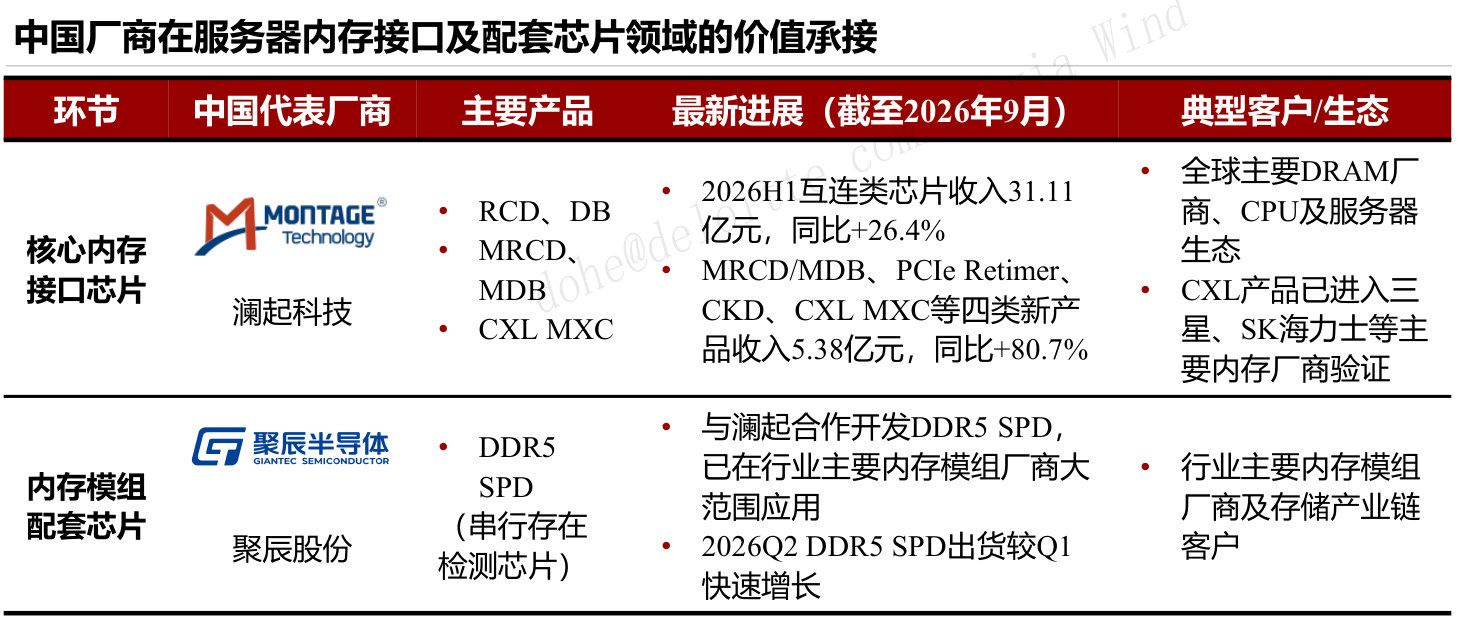 中国厂商在服务器内存接口及配套芯片领域的价值承接
环节 中国代表厂商 主要产品 最新进展（截至2026年9月） 典型客户/生态
核心内存
接口芯片
MONTAGE®
Technology
澜起科技
• RCD、DB
• MRCD、
MDB
• CXL MXC
• 2026H1互连类芯片收入31.11
亿元，同比+26.4%
• MRCD/MDB、PCIe Retimer、
CKD、CXL MXC等四类新产
品收入5.38亿元，同比+80.7%
• 全球主要DRAM厂
商、CPU及服务器
生态
• CXL产品已进入三
星、SK海力士等主
要内存厂商验证
内存模组
配套芯片
聚辰半导体
GIANTEC SEMICONDUCTOR
聚辰股份
• DDR5
SPD
（串行存在
检测芯片）
• 与澜起合作开发DDR5 SPD，
已在行业主要内存模组厂商大
范围应用
• 2026Q2 DDR5 SPD出货较Q1
快速增长
• 行业主要内存模组
厂商及存储产业链
客户
via Wind